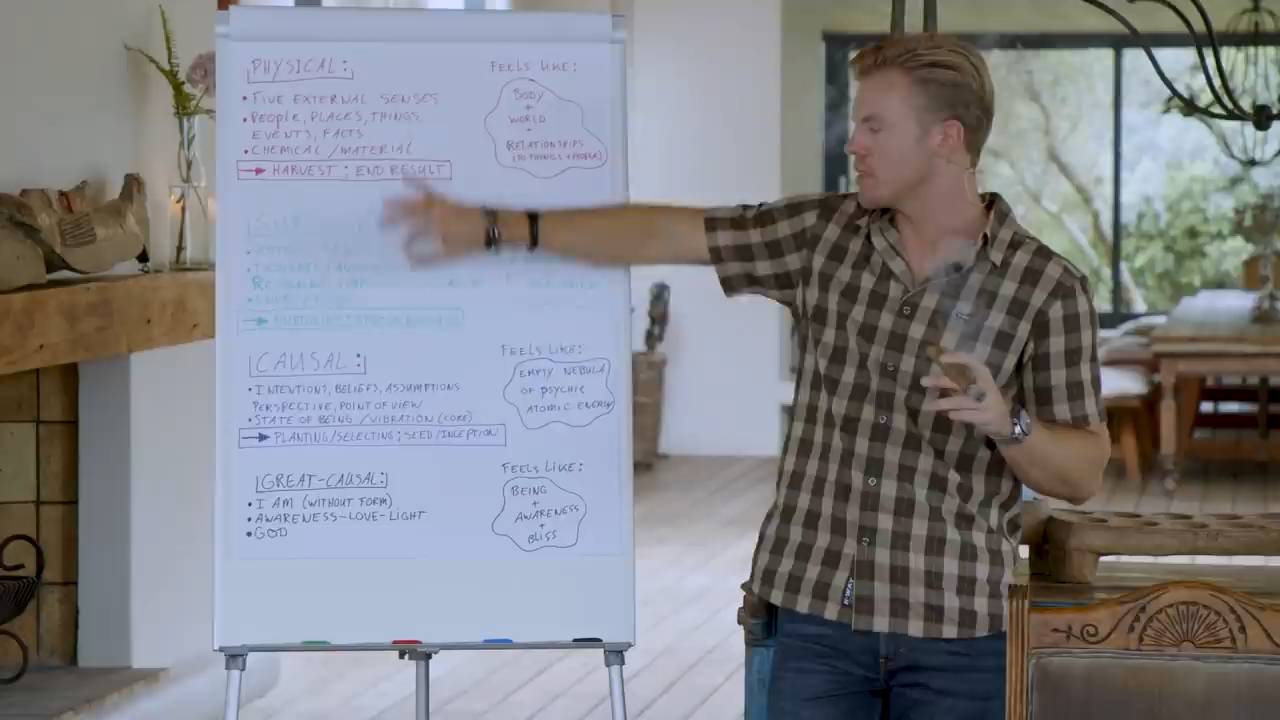 PHYSICAL:
• FIVE EXTERNAL SENSES
• PEOPLE, PLACES, THINGS,
EVENTS, FACTS
• CHEMICAL / MATERIAL
→ HARVEST ; END RESULT
FEELS LIKE:
BODY
+
WORLD
+
RELATIONSHIPS
(TO THINGS + PEOPLE)
CAUSAL:
• INTENTIONS, BELIEFS, ASSUMPTIONS
PERSPECTIVE, POINT OF VIEW
• STATE OF BEING / VIBRATION (CORE)
→ PLANTING/SELECTING ; SEED/INCEPTION
FEELS LIKE:
EMPTY NEBULA
OF PSYCHIC
ATOMIC ENERGY
GREAT-CAUSAL:
• I AM (WITHOUT FORM)
• AWARENESS-LOVE-LIGHT
• GOD
FEELS LIKE:
BEING
+
AWARENESS
+
BLISS